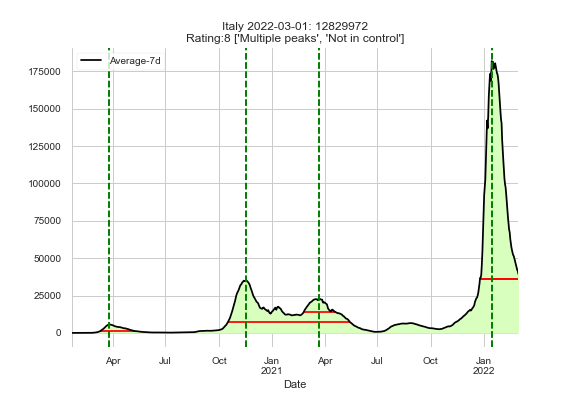 Italy 2022-03-01: 12829972
Rating:8 ['Multiple peaks', 'Not in control']
Average-7d
175000
150000
125000
100000
75000
50000
25000
0
Apr Jul Oct Jan Apr Jul Oct Jan
2021 2022
Date